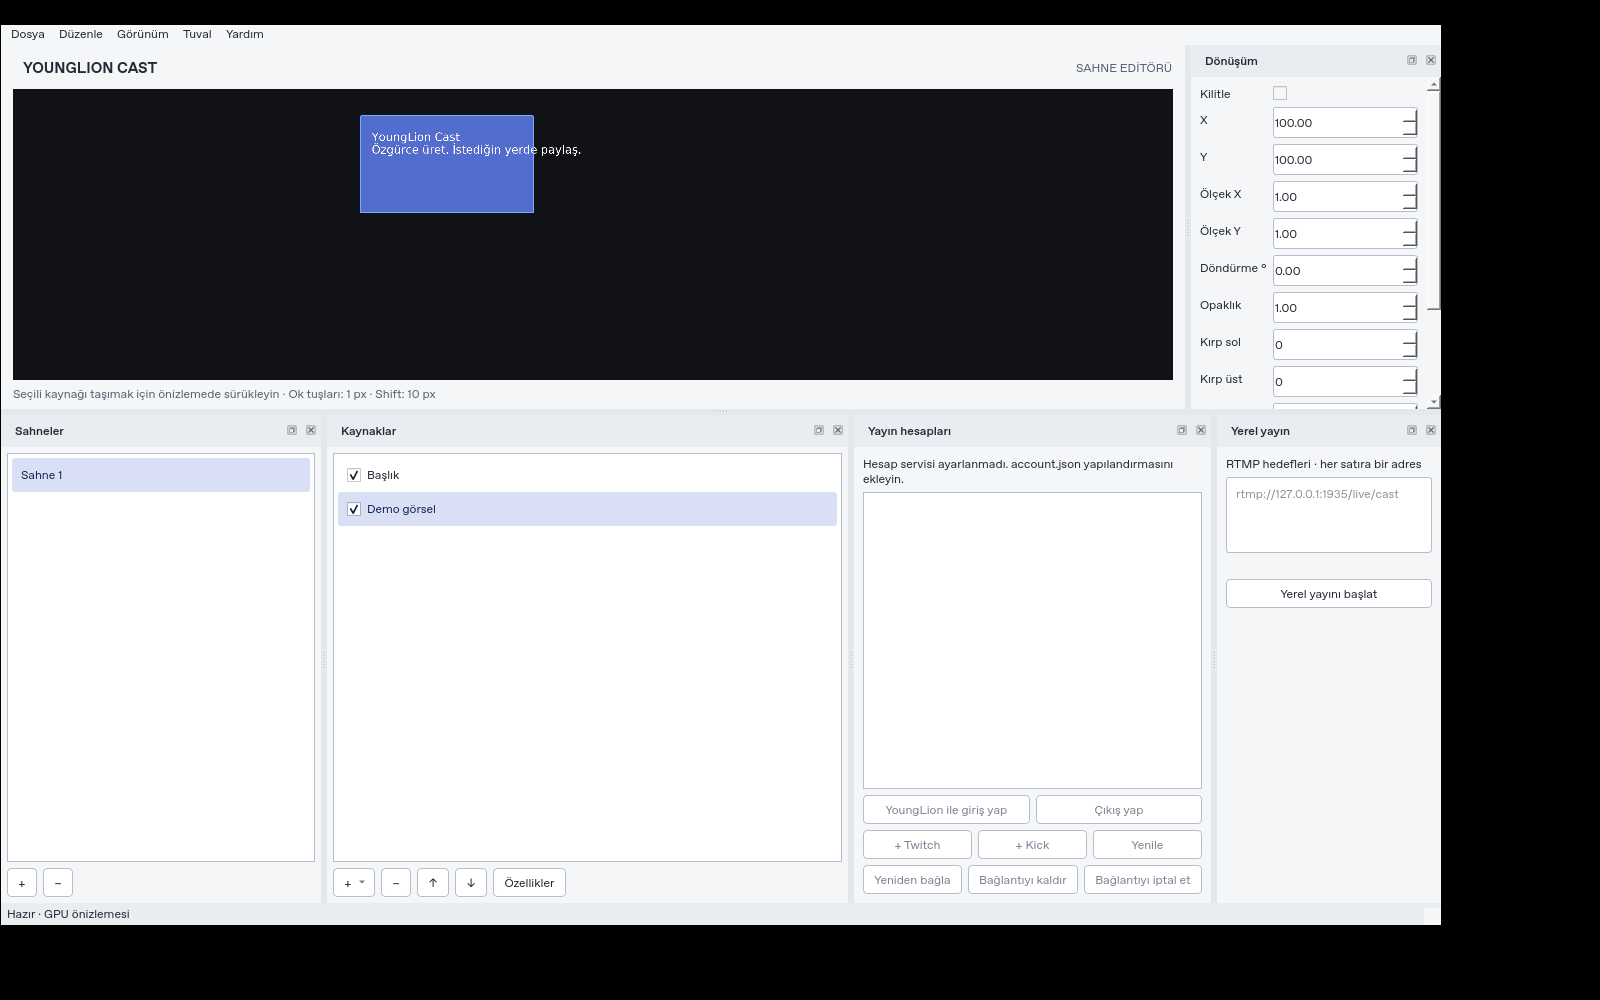 Dosya Düzenle Görünüm Tuval Yardım
YOUNGLION CAST
SAHNE EDİTÖRÜ
YoungLion Cast
Özgürce üret. İstediğin yerde paylaş.
Seçili kaynağı taşımak için önizlemede sürükleyin · Ok tuşları: 1 px · Shift: 10 px
Dönüşüm
Kilitle
X 100.00
Y 100.00
Ölçek X 1.00
Ölçek Y 1.00
Döndürme ° 0.00
Opaklık 1.00
Kırp sol 0
Kırp üst 0
Sahneler
Sahne 1
+ −
Kaynaklar
Başlık
Demo görsel
+ − ↑ ↓ Özellikler
Yayın hesapları
Hesap servisi ayarlanmadı. account.json yapılandırmasını
ekleyin.
YoungLion ile giriş yap Çıkış yap
+ Twitch + Kick Yenile
Yeniden bağla Bağlantıyı kaldır Bağlantıyı iptal et
Yerel yayın
RTMP hedefleri · her satıra bir adres
rtmp://127.0.0.1:1935/live/cast
Yerel yayını başlat
Hazır · GPU önizlemesi